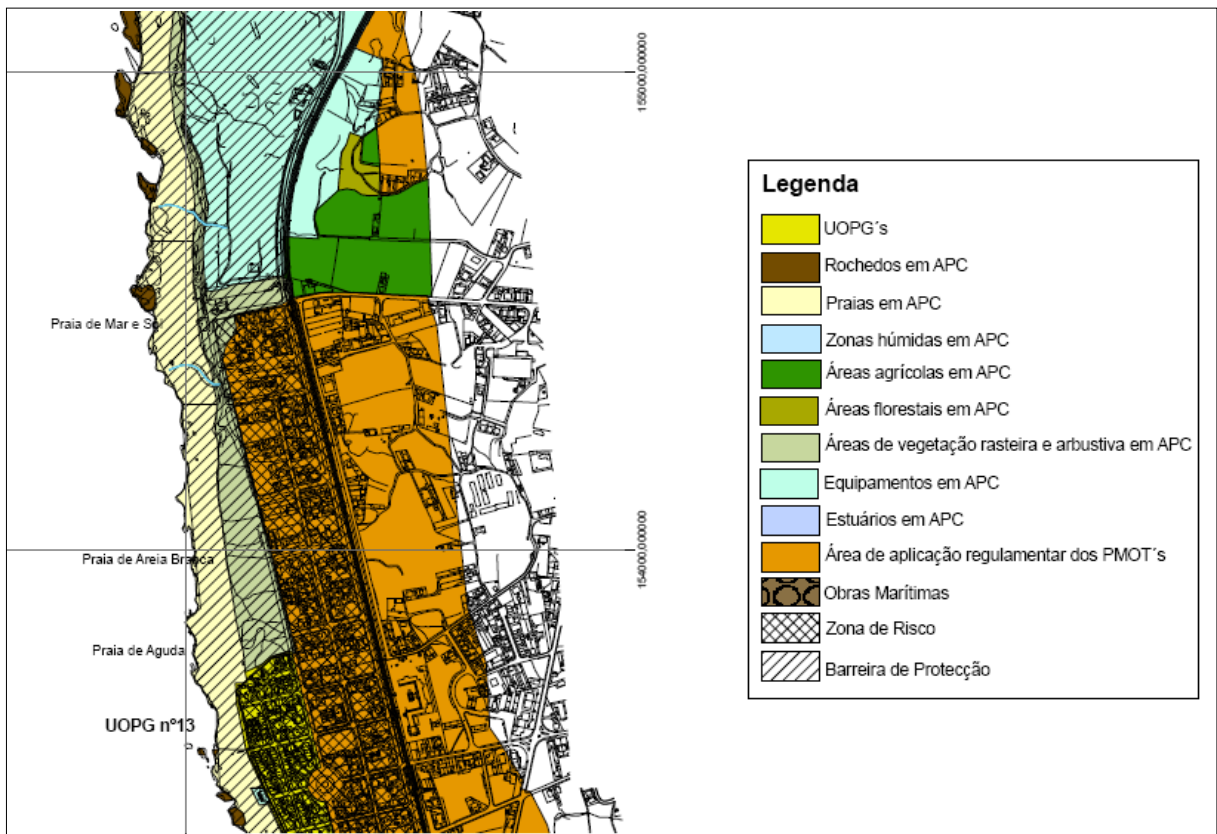 155000.000000
Praia de Mar e Sol
154000.000000
Praia de Areia Branca
Praia de Aguda
UOPG nº13
Legenda
UOPG´s
Rochedos em APC
Praias em APC
Zonas húmidas em APC
Áreas agrícolas em APC
Áreas florestais em APC
Áreas de vegetação rasteira e arbustiva em APC
Equipamentos em APC
Estuários em APC
Área de aplicação regulamentar dos PMOT´s
Obras Marítimas
Zona de Risco
Barreira de Protecção